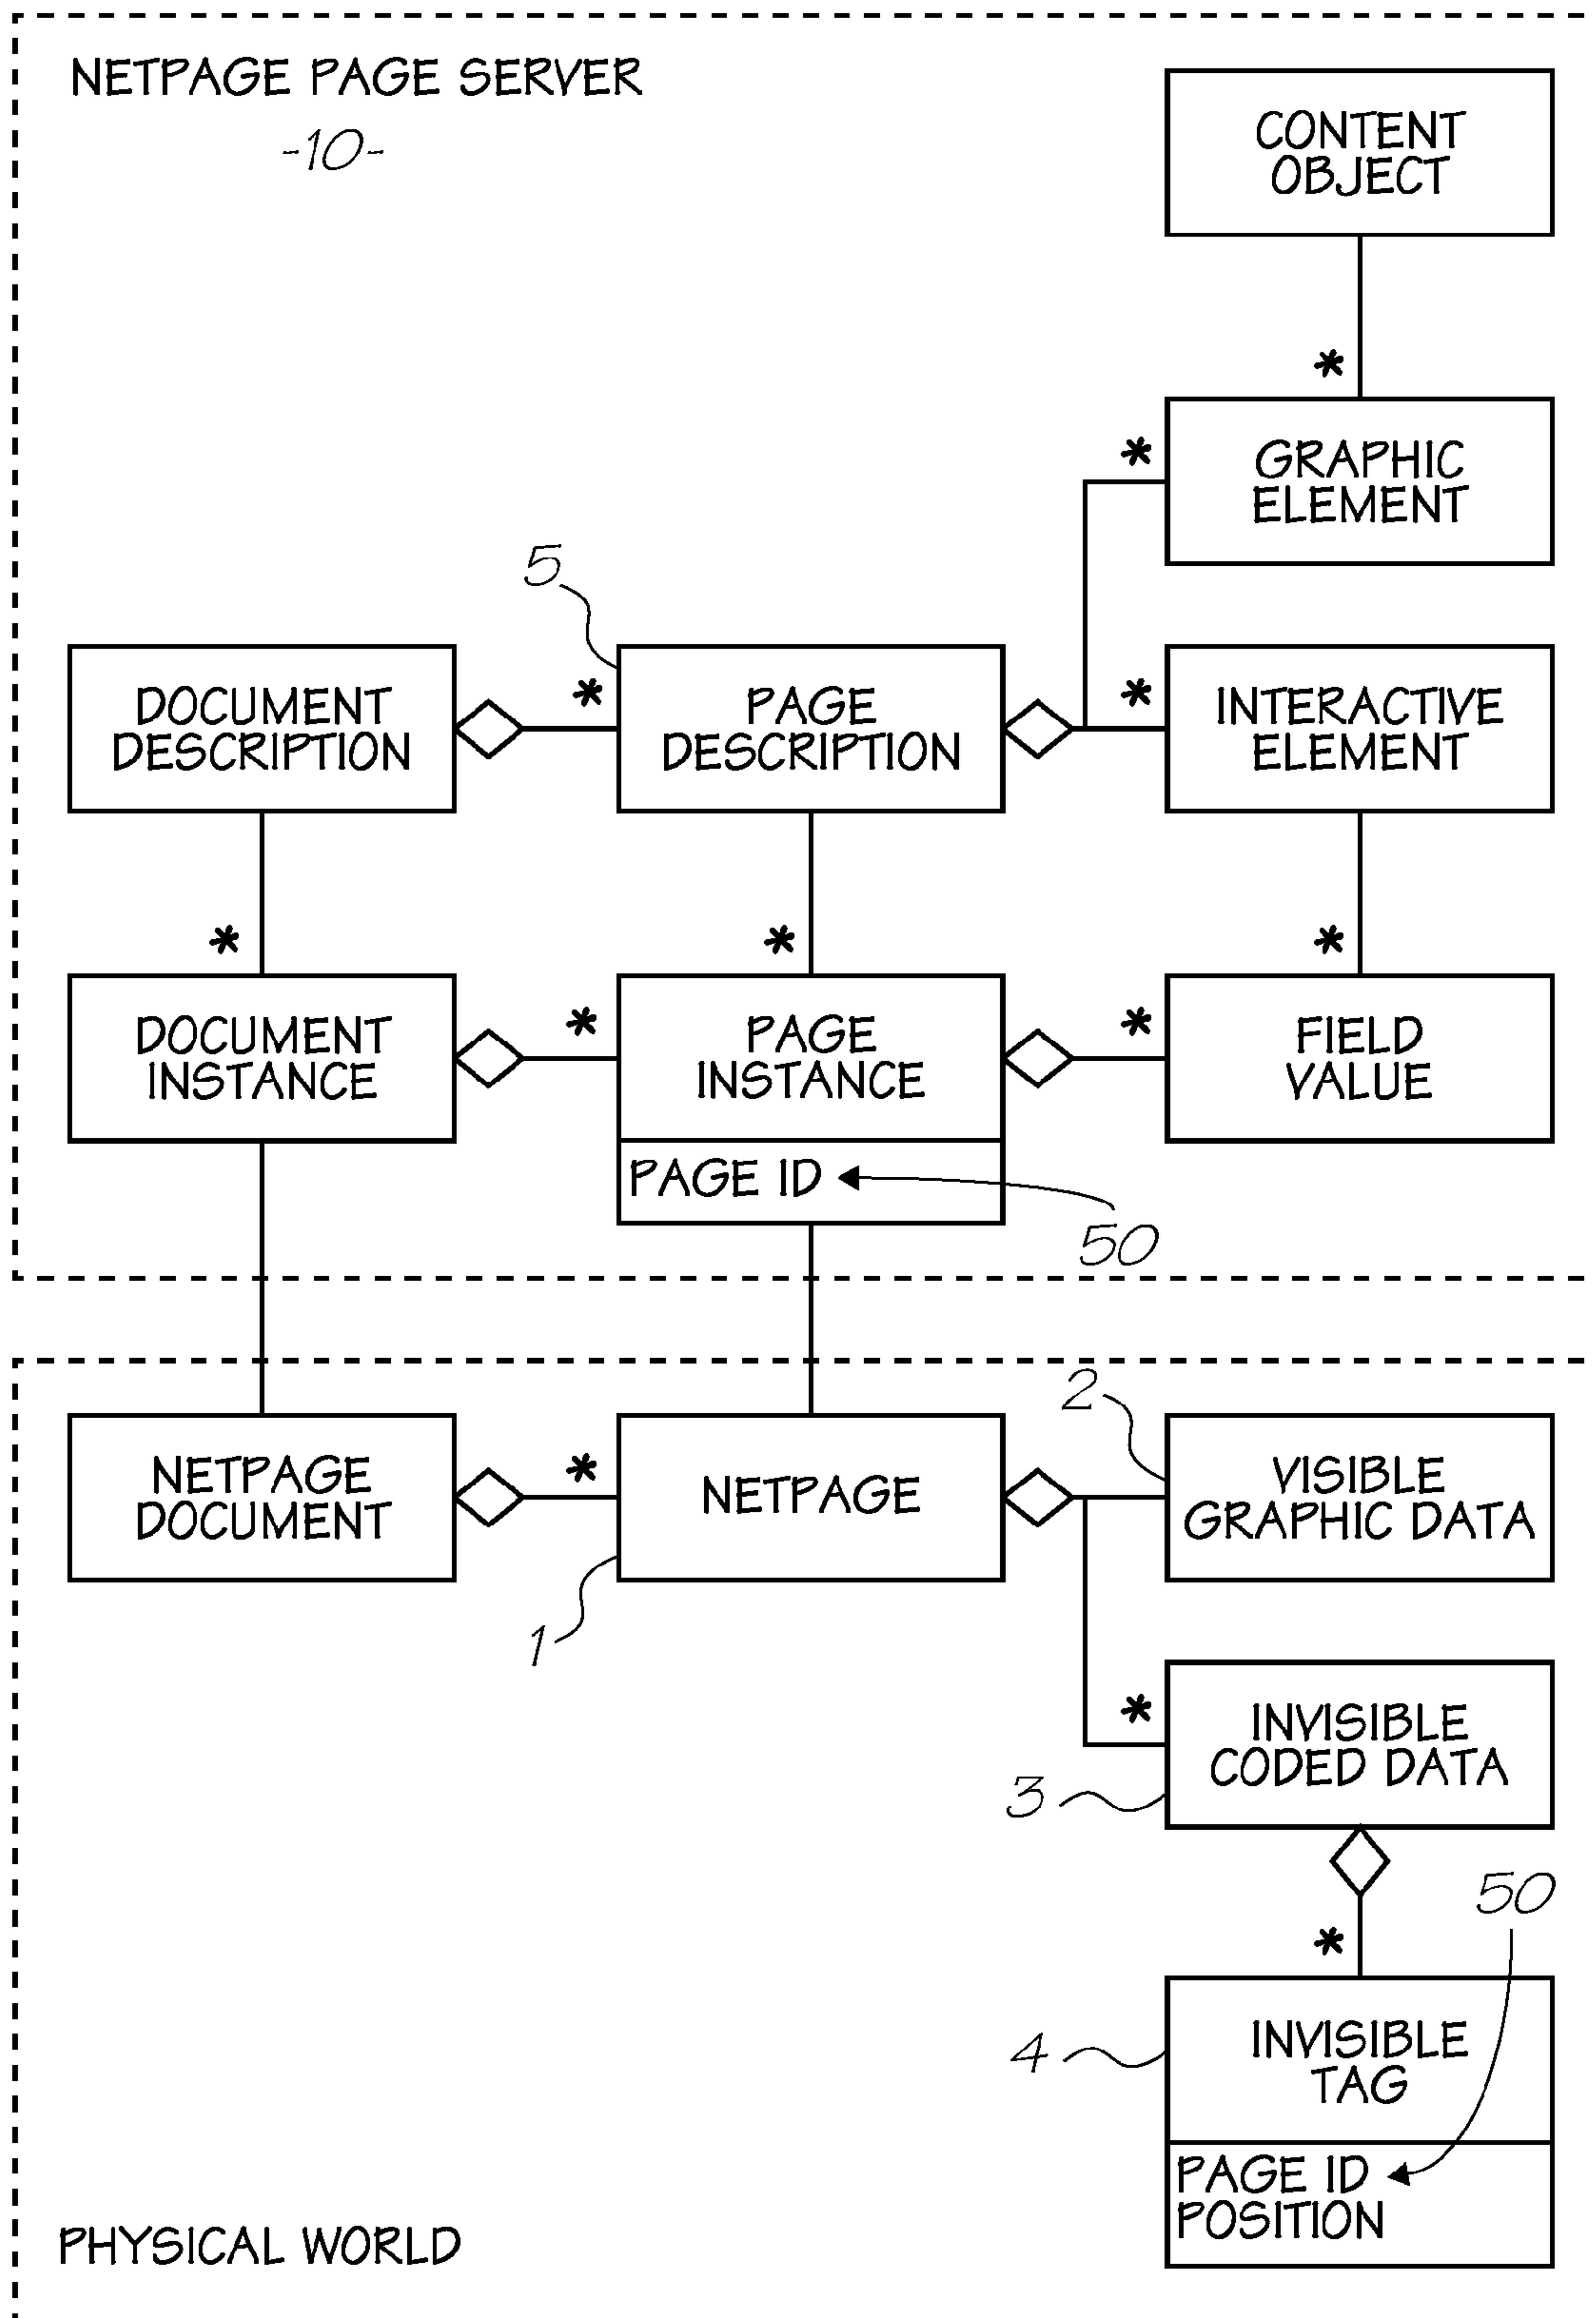 NETPAGE PAGE SERVER
-10-
CONTENT
OBJECT
*
*
GRAPHIC
ELEMENT
5
DOCUMENT
DESCRIPTION
*
PAGE
DESCRIPTION
*
INTERACTIVE
ELEMENT
*
*
*
DOCUMENT
INSTANCE
*
PAGE
INSTANCE
*
FIELD
VALUE
PAGE ID
50
NETPAGE
DOCUMENT
*
NETPAGE
2
VISIBLE
GRAPHIC DATA
1
*
INVISIBLE
CODED DATA
3
50
*
4
INVISIBLE
TAG
PAGE ID
POSITION
PHYSICAL WORLD